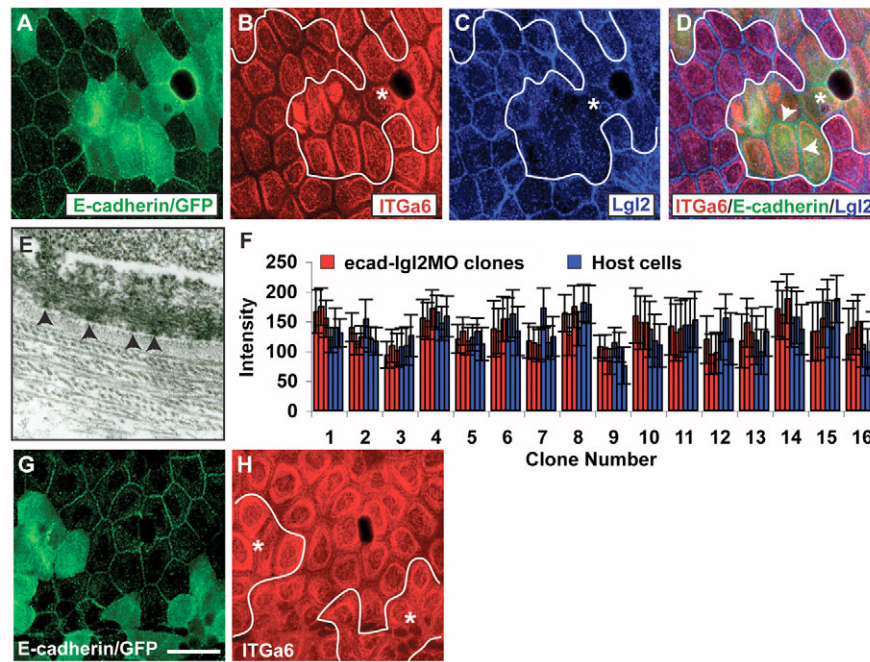 A
E-cadherin/GFP
B
*
ITGa6
C
*
Lgl2
D
*
ITGa6/E-cadherin/Lgl2
E
F
ecad-lgl2MO clones
Host cells
Intensity
250
200
150
100
50
0
1 2 3 4 5 6 7 8 9 10 11 12 13 14 15 16
Clone Number
G
E-cadherin/GFP
H
*
*
ITGa6